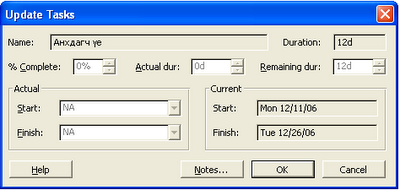 Update Tasks
Name: Анхдагч үе Duration: 12d
% Complete: 0% Actual dur: 0d Remaining dur: 12d
Actual Current
Start: NA Start: Mon 12/11/06
Finish: NA Finish: Tue 12/26/06
Help Notes... OK Cancel